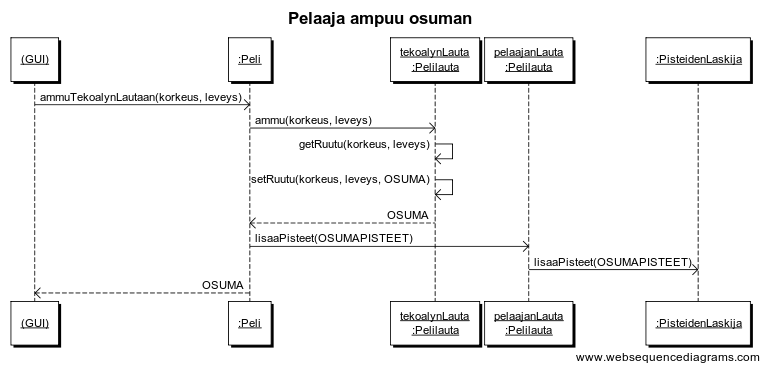 Pelaaja ampuu osuman
(GUI)
:Peli
tekoalynLauta
:Pelilauta
pelaajanLauta
:Pelilauta
:PisteidenLaskija
ammuTekoalynLautaan(korkeus, leveys)
ammu(korkeus, leveys)
getRuutu(korkeus, leveys)
setRuutu(korkeus, leveys, OSUMA)
OSUMA
lisaaPisteet(OSUMAPISTEET)
lisaaPisteet(OSUMAPISTEET)
OSUMA
(GUI)
:Peli
tekoalynLauta
:Pelilauta
pelaajanLauta
:Pelilauta
:PisteidenLaskija
www.websequencediagrams.com